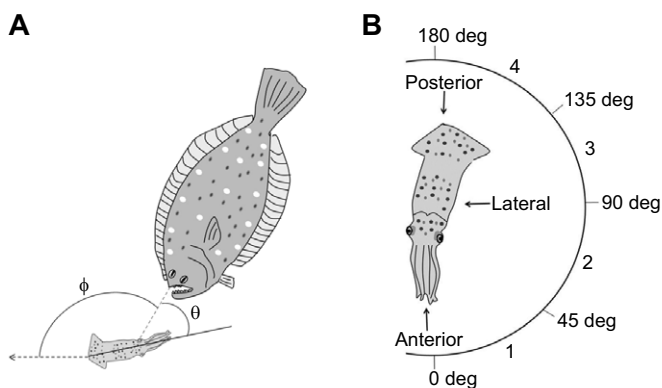 A
ϕ
θ
B
180 deg
4
Posterior
135 deg
3
Lateral
90 deg
2
45 deg
Anterior
1
0 deg